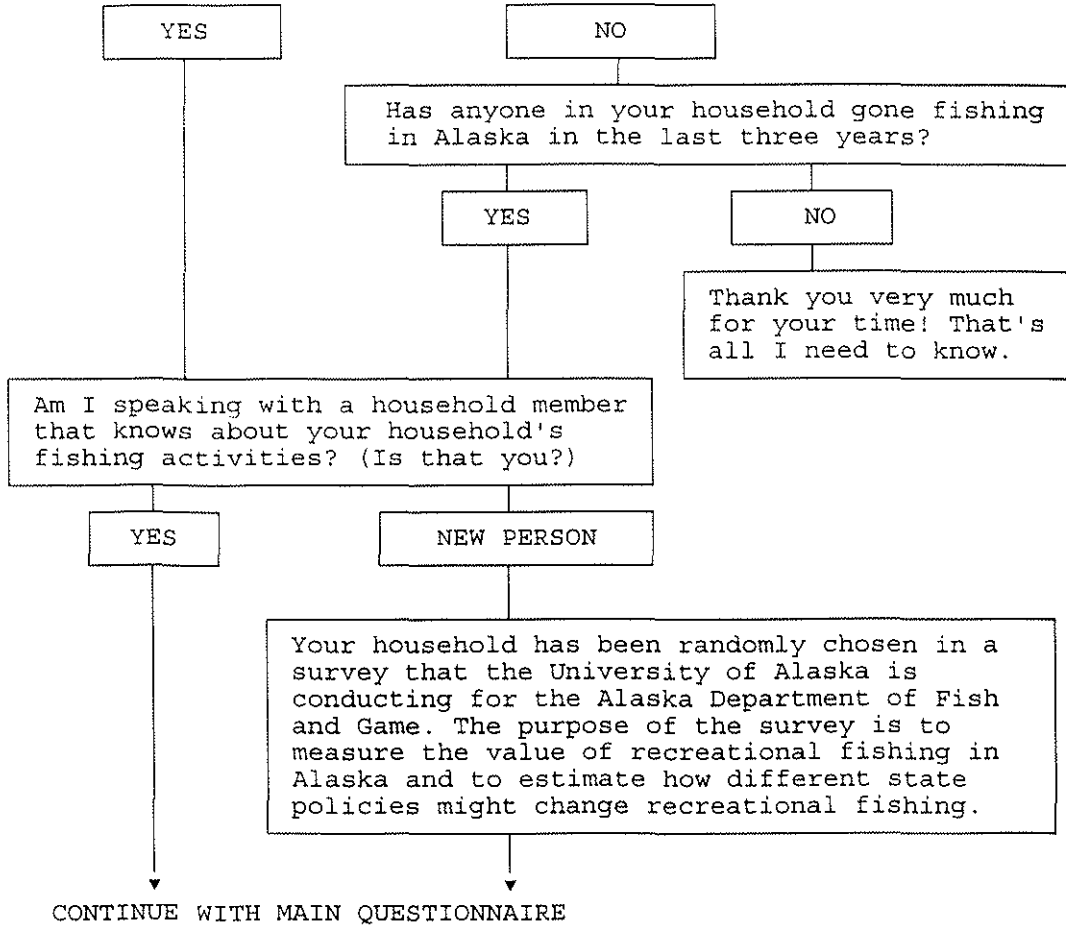 YES
NO
Has anyone in your household gone fishing
in Alaska in the last three years?
YES
NO
Thank you very much
for your time! That's
all I need to know.
Am I speaking with a household member
that knows about your household's
fishing activities? (Is that you?)
YES
NEW PERSON
Your household has been randomly chosen in a
survey that the University of Alaska is
conducting for the Alaska Department of Fish
and Game. The purpose of the survey is to
measure the value of recreational fishing in
Alaska and to estimate how different state
policies might change recreational fishing.
CONTINUE WITH MAIN QUESTIONNAIRE